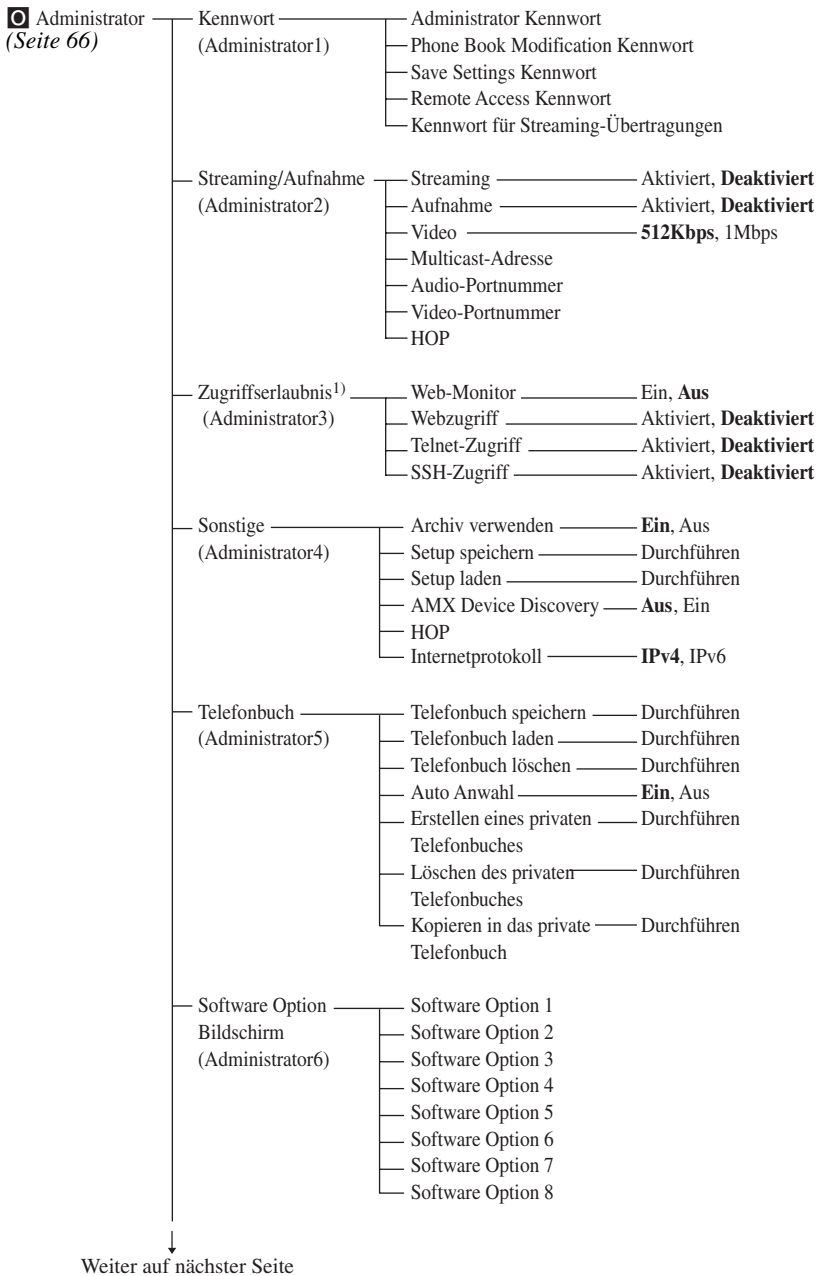 O Administrator Kennwort Administrator Kennwort
(Seite 66) (Administrator1) Phone Book Modification Kennwort
Save Settings Kennwort
Remote Access Kennwort
Kennwort für Streaming-Übertragungen
Streaming/Aufnahme Streaming Aktiviert, Deaktiviert
(Administrator2) Aufnahme Aktiviert, Deaktiviert
Video 512Kbps, 1Mbps
Multicast-Adresse
Audio-Portnummer
Video-Portnummer
HOP
Zugriffserlaubnis1) Web-Monitor Ein, Aus
(Administrator3) Webzugriff Aktiviert, Deaktiviert
Telnet-Zugriff Aktiviert, Deaktiviert
SSH-Zugriff Aktiviert, Deaktiviert
Sonstige Archiv verwenden Ein, Aus
(Administrator4) Setup speichern Durchführen
Setup laden Durchführen
AMX Device Discovery Aus, Ein
HOP
Internetprotokoll IPv4, IPv6
Telefonbuch Telefonbuch speichern Durchführen
(Administrator5) Telefonbuch laden Durchführen
Telefonbuch löschen Durchführen
Auto Anwahl Ein, Aus
Erstellen eines privaten Durchführen
Telefonbuches
Löschen des privaten Durchführen
Telefonbuches
Kopieren in das private Durchführen
Telefonbuch
Software Option Software Option 1
Bildschirm Software Option 2
(Administrator6) Software Option 3
Software Option 4
Software Option 5
Software Option 6
Software Option 7
Software Option 8
Weiter auf nächster Seite